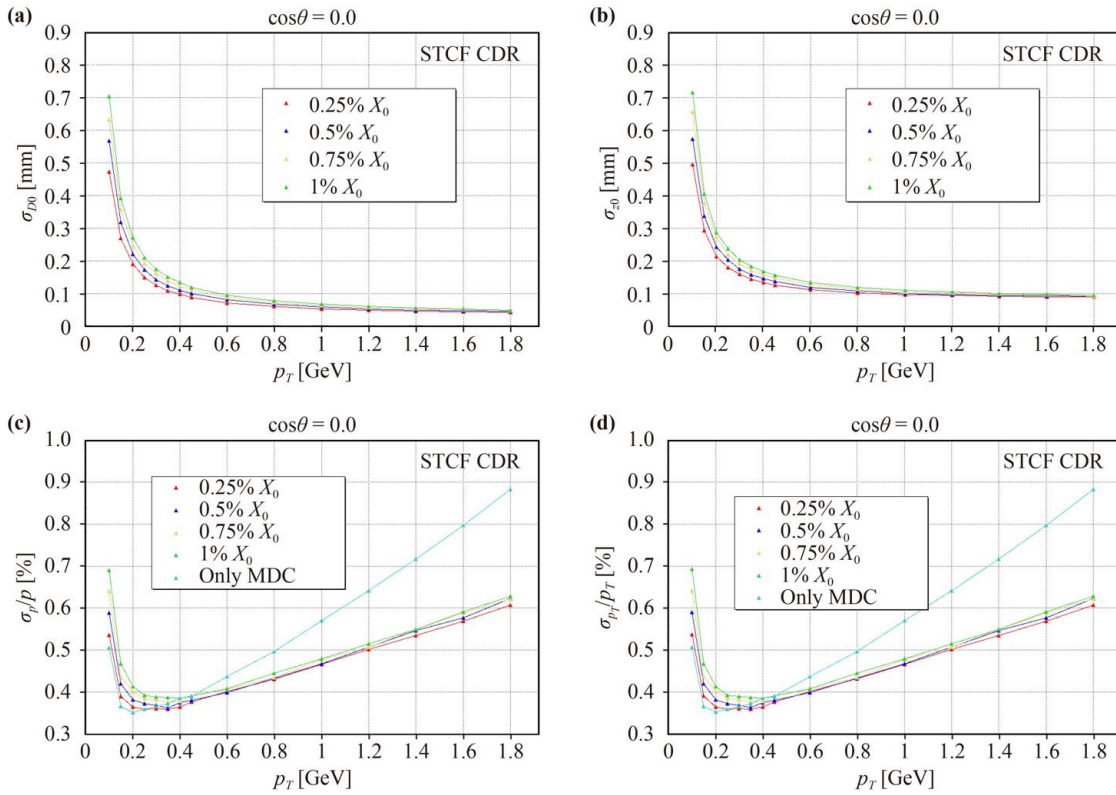 (a)
cosθ = 0.0
STCF CDR
0.25% X₀
0.5% X₀
0.75% X₀
1% X₀
σ_D0 [mm]
0.9
0.8
0.7
0.6
0.5
0.4
0.3
0.2
0.1
0
0 0.2 0.4 0.6 0.8 1 1.2 1.4 1.6 1.8
p_T [GeV]
(b)
cosθ = 0.0
STCF CDR
0.25% X₀
0.5% X₀
0.75% X₀
1% X₀
σ_z0 [mm]
0.9
0.8
0.7
0.6
0.5
0.4
0.3
0.2
0.1
0
0 0.2 0.4 0.6 0.8 1 1.2 1.4 1.6 1.8
p_T [GeV]
(c)
cosθ = 0.0
STCF CDR
0.25% X₀
0.5% X₀
0.75% X₀
1% X₀
Only MDC
σ_p/p [%]
1.0
0.9
0.8
0.7
0.6
0.5
0.4
0.3
0 0.2 0.4 0.6 0.8 1 1.2 1.4 1.6 1.8
p_T [GeV]
(d)
cosθ = 0.0
STCF CDR
0.25% X₀
0.5% X₀
0.75% X₀
1% X₀
Only MDC
σ_pT/p_T [%]
1.0
0.9
0.8
0.7
0.6
0.5
0.4
0.3
0 0.2 0.4 0.6 0.8 1 1.2 1.4 1.6 1.8
p_T [GeV]